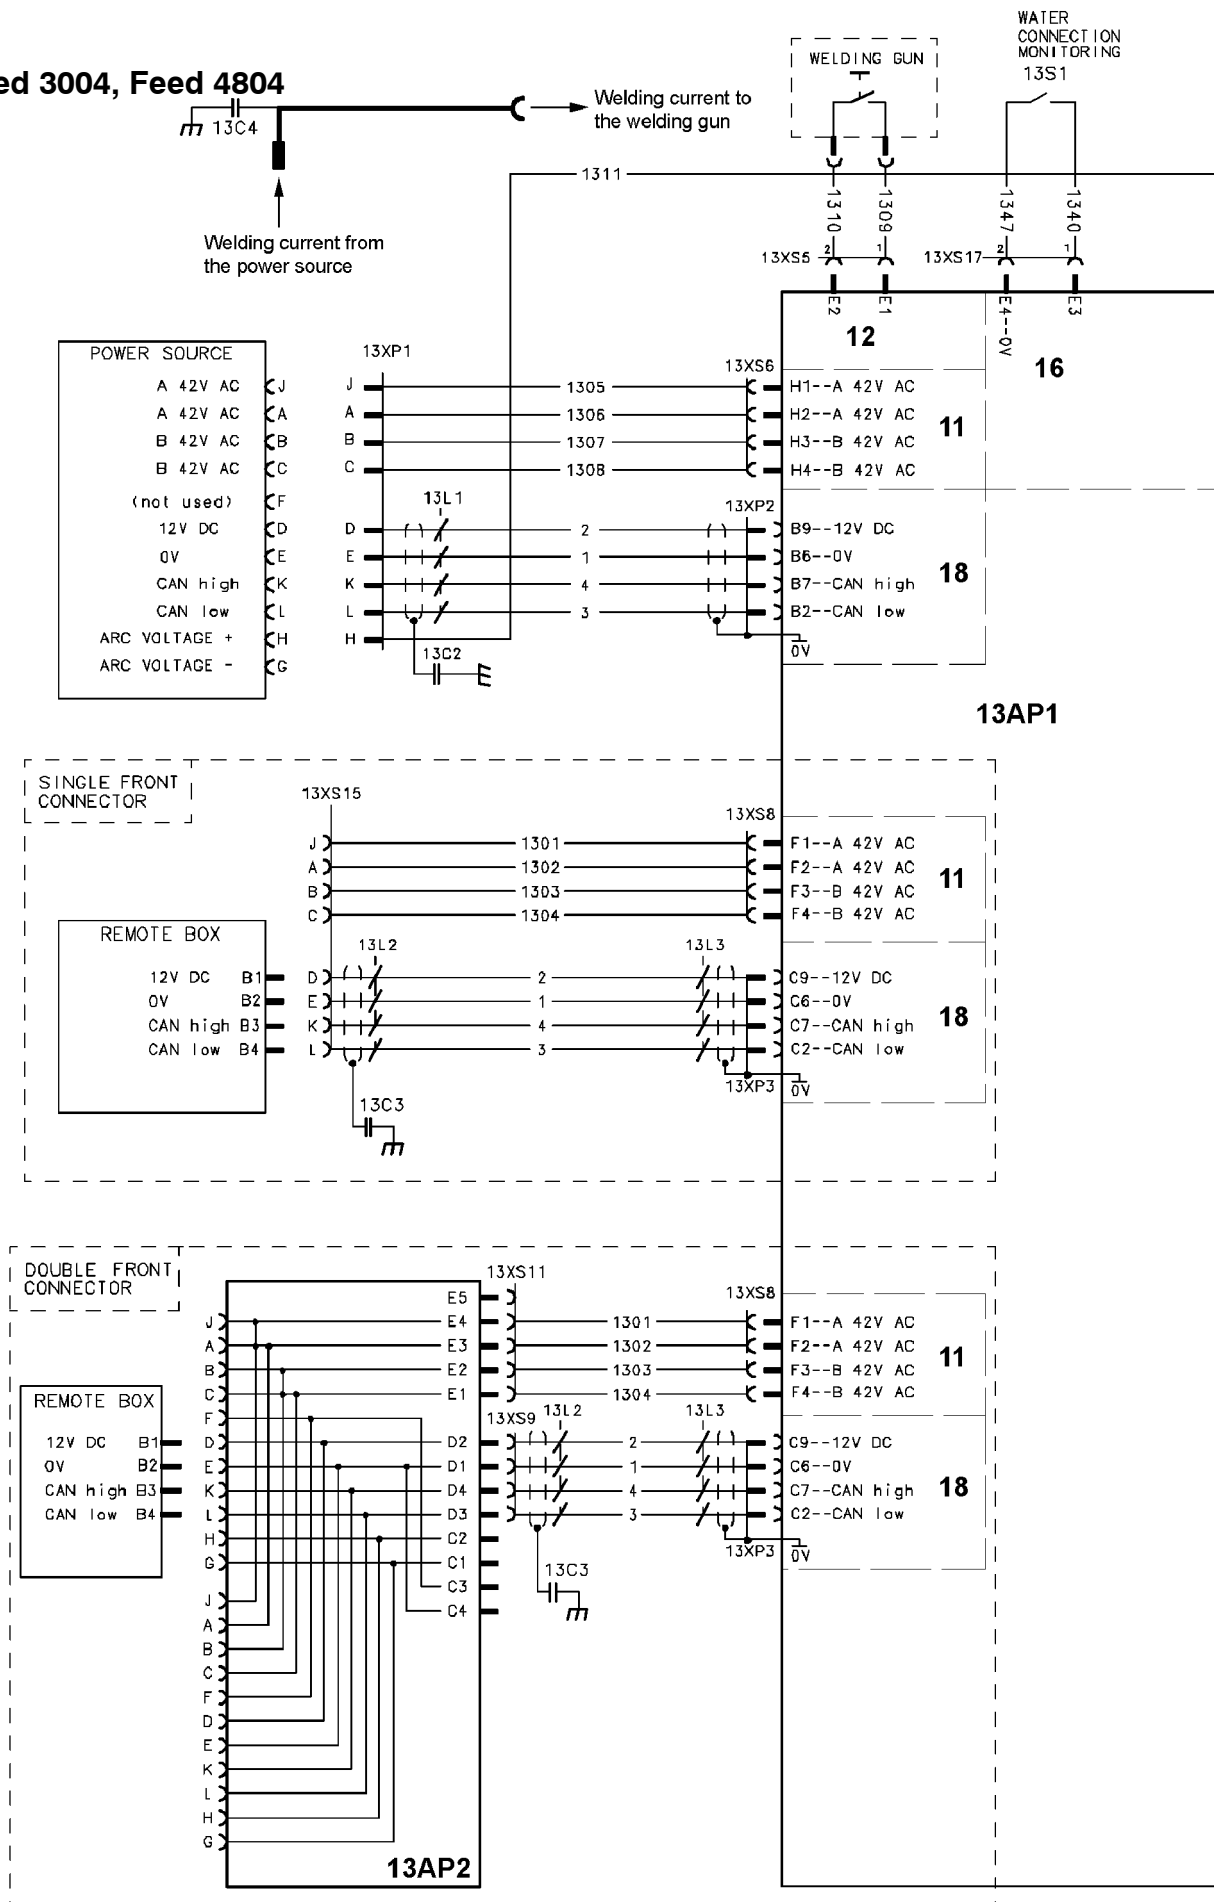 ed 3004, Feed 4804
13C4
Welding current to
the welding gun
Welding current from
the power source
1311
WELDING GUN
WATER
CONNECTION
MONITORING
13S1
1310
1309
1347
1340
13XS5
2
1
13XS17
2
1
E2
E1
E4--0V
E3
12
16
POWER SOURCE
A 42V AC J
A 42V AC A
B 42V AC B
B 42V AC C
(not used) F
12V DC D
0V E
CAN high K
CAN low L
ARC VOLTAGE + H
ARC VOLTAGE - G
13XP1
J 1305
A 1306
B 1307
C 1308
13L1
D 2
E 1
K 4
L 3
H
13C2
13XS6
H1--A 42V AC
H2--A 42V AC
H3--B 42V AC
H4--B 42V AC
11
13XP2
B9--12V DC
B6--0V
B7--CAN high
B2--CAN low
18
0V
13AP1
SINGLE FRONT
CONNECTOR
13XS15
J 1301
A 1302
B 1303
C 1304
13XS8
F1--A 42V AC
F2--A 42V AC
F3--B 42V AC
F4--B 42V AC
11
REMOTE BOX
12V DC B1
0V B2
CAN high B3
CAN low B4
13L2
13L3
D 2
E 1
K 4
L 3
C9--12V DC
C6--0V
C7--CAN high
C2--CAN low
18
13XP3
0V
13C3
DOUBLE FRONT
CONNECTOR
REMOTE BOX
12V DC B1
0V B2
CAN high B3
CAN low B4
J
A
B
C
F
D
E
K
L
H
G
J
A
B
C
F
D
E
K
L
H
G
E5
E4
E3
E2
E1
D2
D1
D4
D3
C2
C1
C3
C4
13AP2
13XS11
1301
1302
1303
1304
13XS8
F1--A 42V AC
F2--A 42V AC
F3--B 42V AC
F4--B 42V AC
11
13XS9
13L2
13L3
2
1
4
3
C9--12V DC
C6--0V
C7--CAN high
C2--CAN low
18
13XP3
0V
13C3